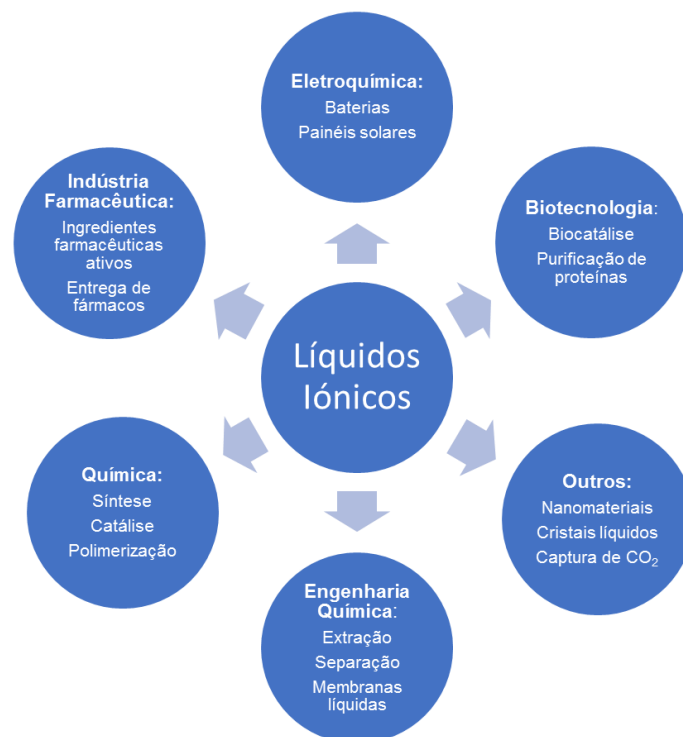 Eletroquímica:
Baterias
Painéis solares
Indústria
Farmacêutica:
Ingredientes
farmacêuticas
ativos
Entrega de
fármacos
Biotecnologia:
Biocatálise
Purificação de
proteínas
Líquidos
Iónicos
Química:
Síntese
Catálise
Polimerização
Outros:
Nanomateriais
Cristais líquidos
Captura de CO₂
Engenharia
Química:
Extração
Separação
Membranas
líquidas